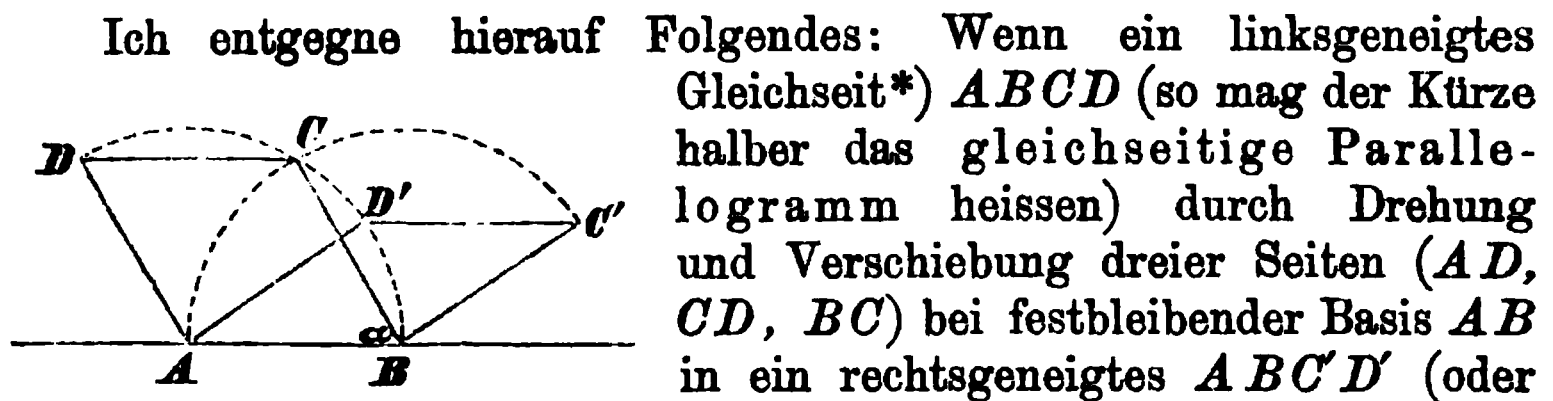 Ich entgegne hierauf Folgendes: Wenn ein linksgeneigtes
Gleichseit*) ABCD (so mag der Kürze
halber das gleichseitige Paralle-
logramm heissen) durch Drehung
und Verschiebung dreier Seiten (AD,
CD, BC) bei festbleibender Basis AB
in ein rechtsgeneigtes ABC'D' (oder
D
C
D'
C'
α
A
B